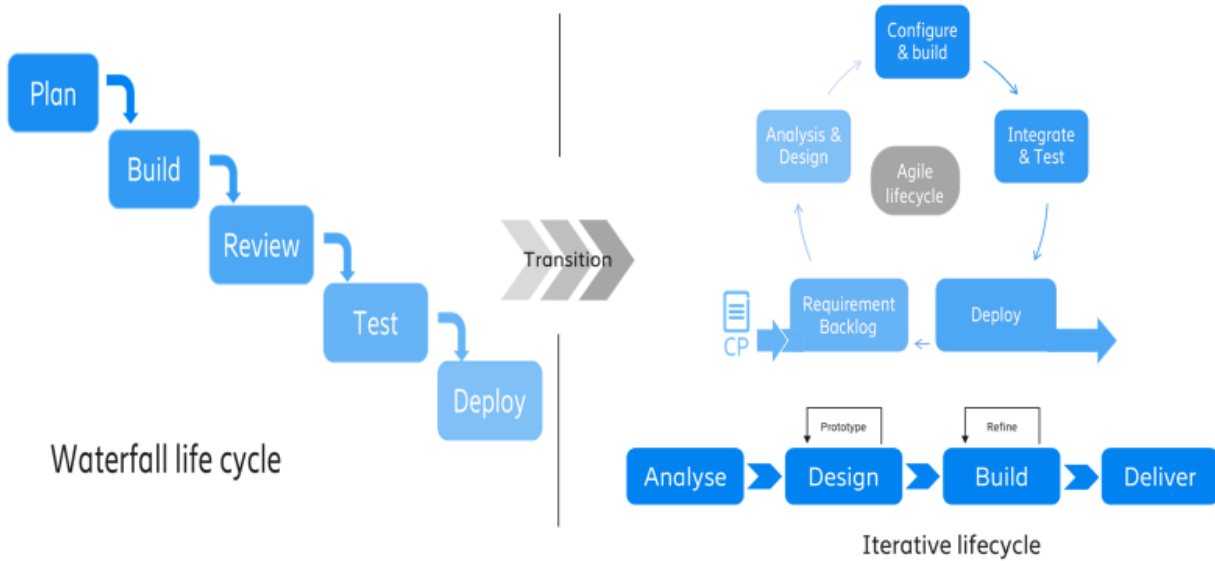 Plan
Build
Review
Test
Deploy
Waterfall life cycle
Transition
Configure
& build
Analysis &
Design
Integrate
& Test
Agile
lifecycle
CP
Requirement
Backlog
Deploy
Prototype
Refine
Analyse
Design
Build
Deliver
Iterative lifecycle